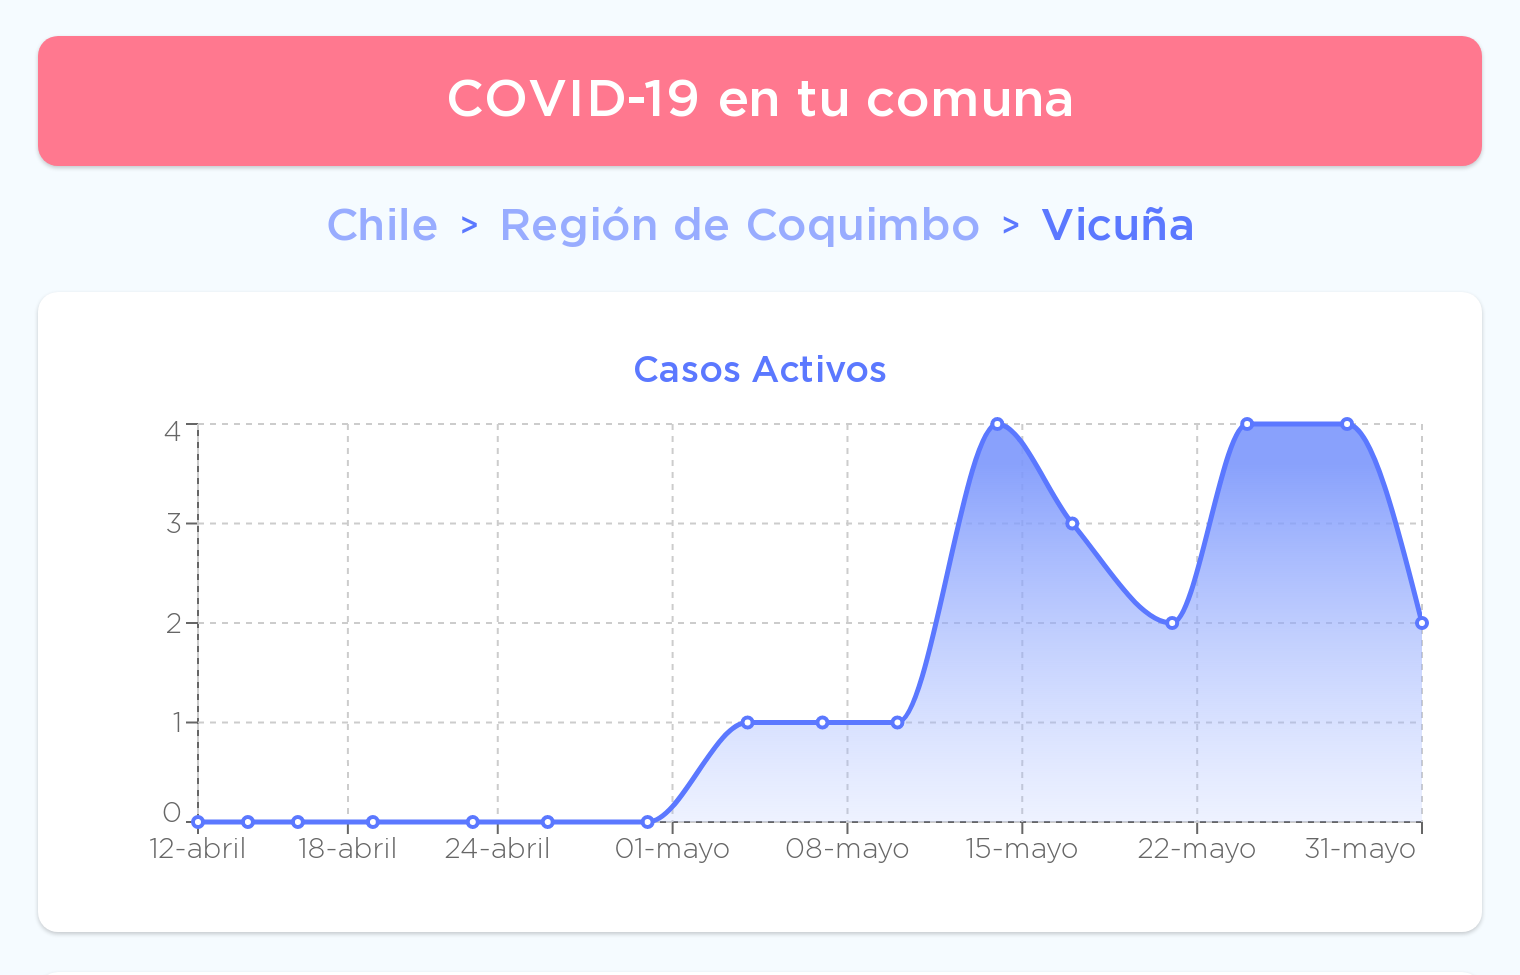 COVID-19 en tu comuna
Chile > Región de Coquimbo > Vicuña
Casos Activos
4
3
2
1
0
12-abril 18-abril 24-abril 01-mayo 08-mayo 15-mayo 22-mayo 31-mayo